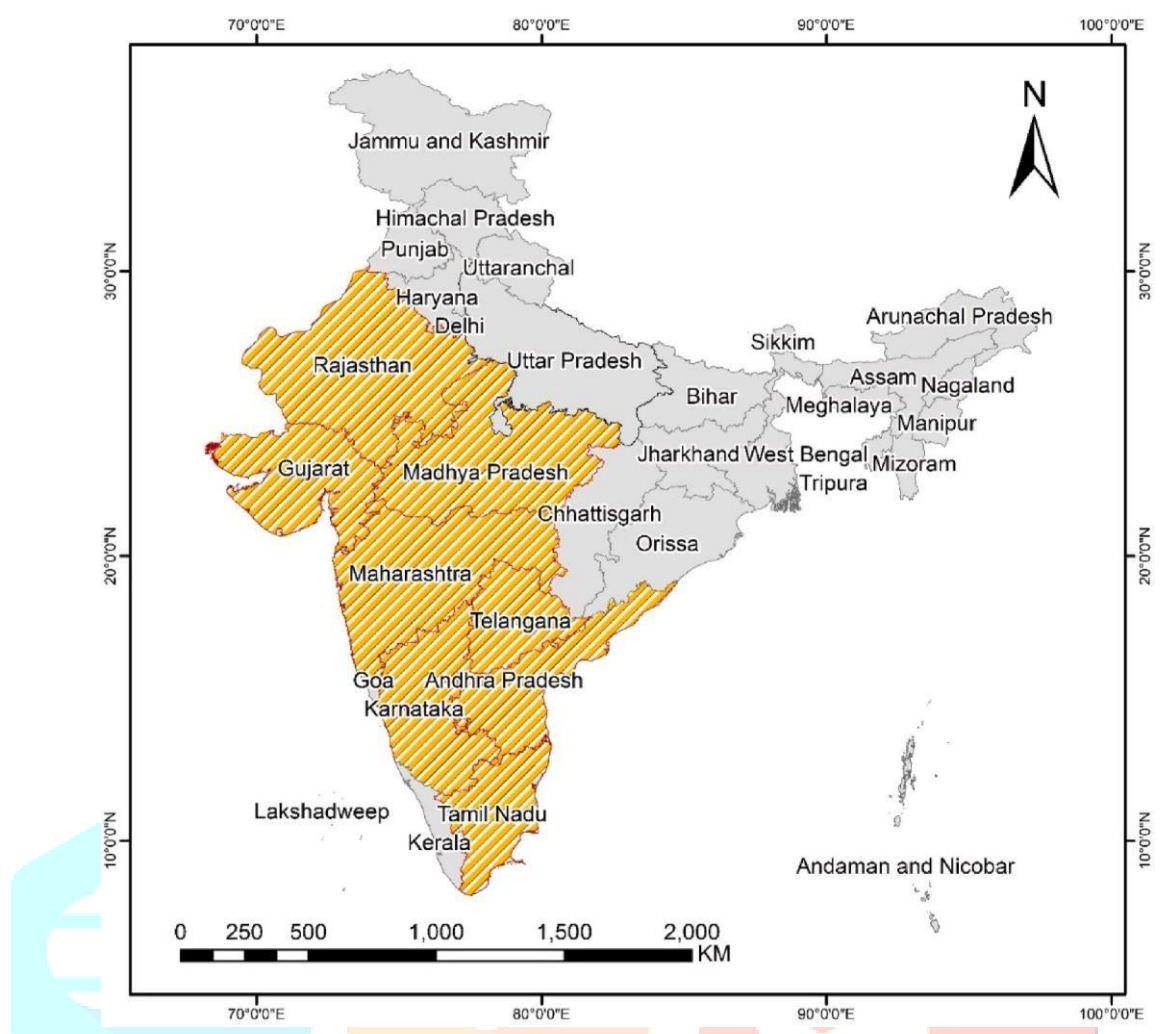 70°0'0"E 80°0'0"E 90°0'0"E 100°0'0"E
N
Jammu and Kashmir
Himachal Pradesh
Punjab
Uttaranchal
30°0'0"N 30°0'0"N
Haryana
Delhi
Arunachal Pradesh
Sikkim
Rajasthan
Uttar Pradesh
Assam
Nagaland
Bihar
Meghalaya
Manipur
Gujarat
Madhya Pradesh
Jharkhand
West Bengal
Mizoram
Tripura
Chhattisgarh
Orissa
20°0'0"N 20°0'0"N
Maharashtra
Telangana
Goa
Andhra Pradesh
Karnataka
Lakshadweep
Tamil Nadu
Kerala
10°0'0"N 10°0'0"N
Andaman and Nicobar
0 250 500 1,000 1,500 2,000
KM
70°0'0"E 80°0'0"E 90°0'0"E 100°0'0"E